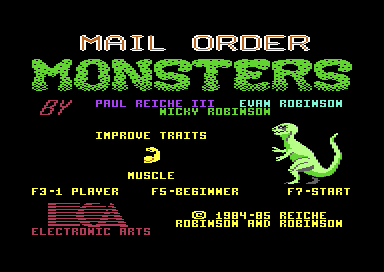 MAIL ORDER
MONSTERS
BY PAUL REICHE III EVAN ROBINSON
NICKY ROBINSON
IMPROVE TRAITS
MUSCLE
F3-1 PLAYER F5-BEGINNER F7-START
ECA
© 1984-85 REICHE
ROBINSON AND ROBINSON
ELECTRONIC ARTS